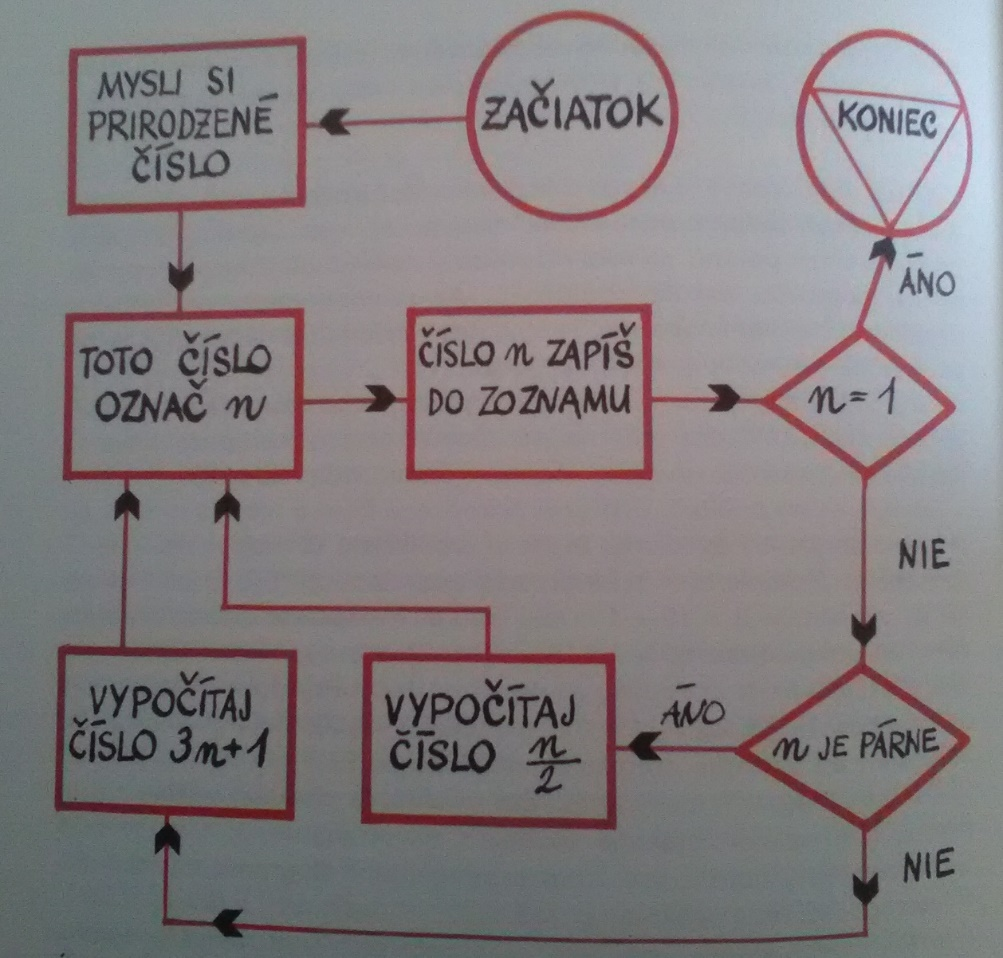 ZAČIATOK
MYSLI SI
PRIRODZENÉ
ČÍSLO
TOTO ČÍSLO
OZNAČ n
ČÍSLO n ZAPÍŠ
DO ZOZNAMU
n = 1
ÁNO
KONIEC
NIE
n JE PÁRNE
ÁNO
VYPOČÍTAJ
ČÍSLO n/2
NIE
VYPOČÍTAJ
ČÍSLO 3n+1